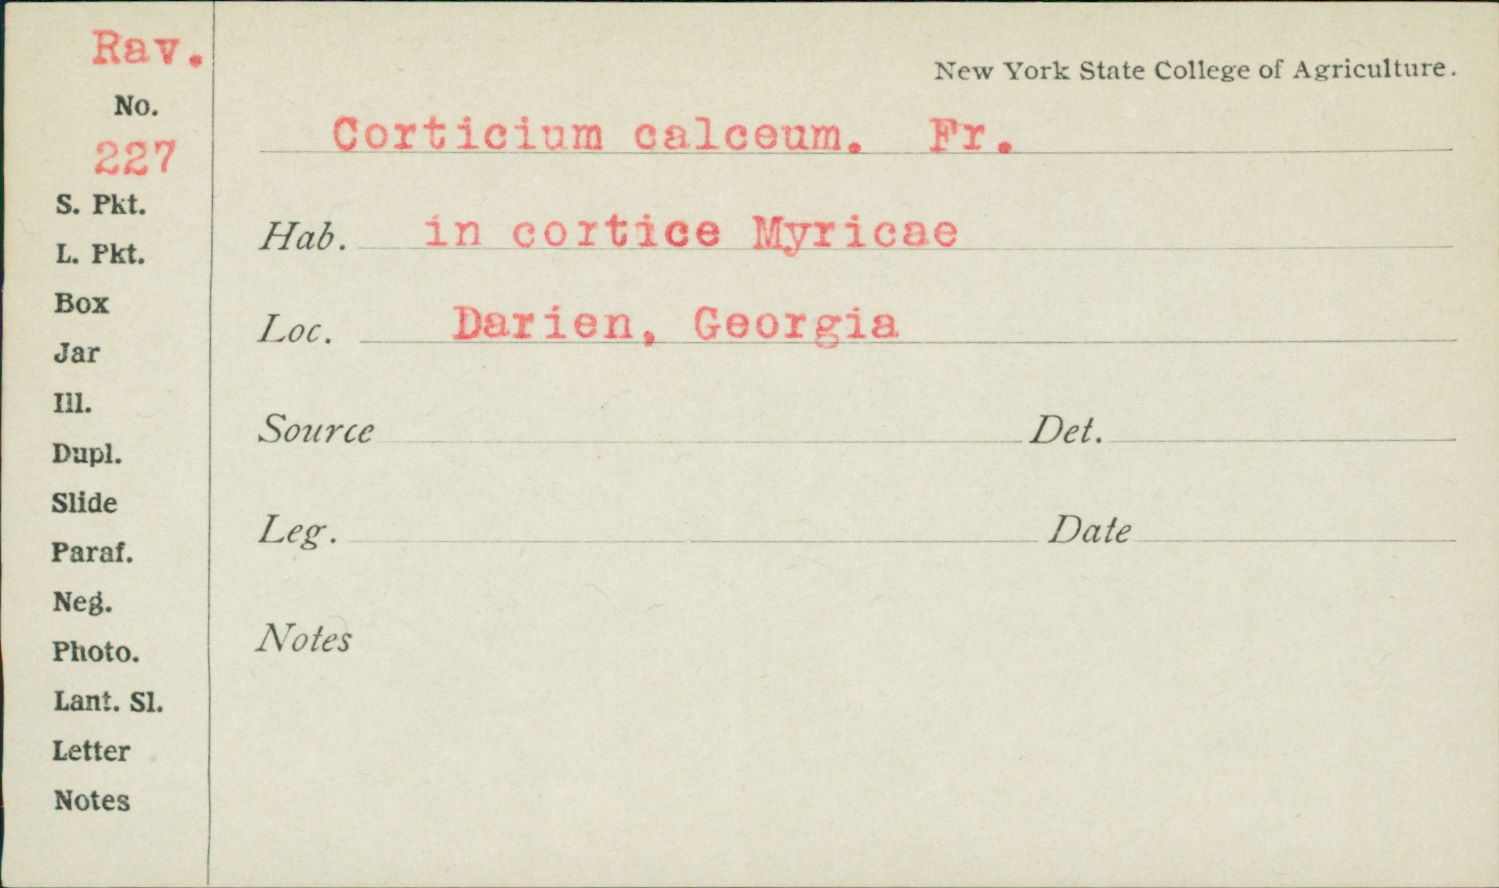 Rav.
New York State College of Agriculture.
No.
227
Corticium calceum. Fr.
S. Pkt.
Hab. in cortice Myricae
L. Pkt.
Box
Loc. Darien, Georgia
Jar
Ill.
Source Det.
Dupl.
Slide
Leg. Date
Paraf.
Neg.
Notes
Photo.
Lant. Sl.
Letter
Notes